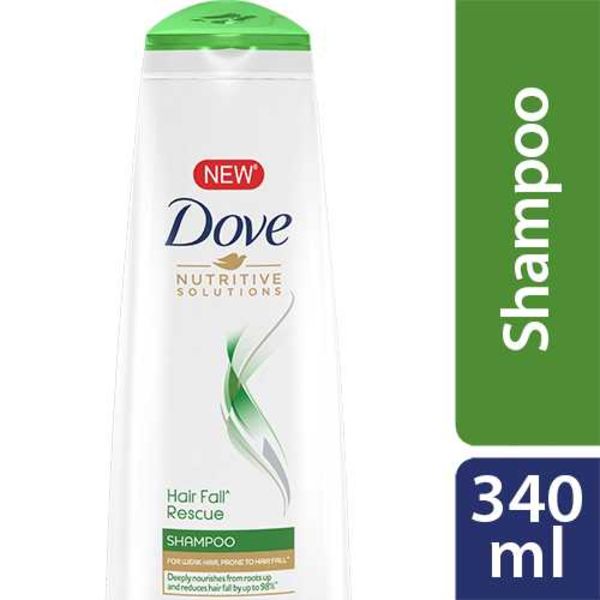 NEW*
Dove
NUTRITIVE
SOLUTIONS
Hair Fall^
Rescue
SHAMPOO
FOR WEAK HAIR, PRONE TO HAIR FALL^
Deeply nourishes from roots up
and reduces hair fall by up to 98%^
Shampoo
340
ml